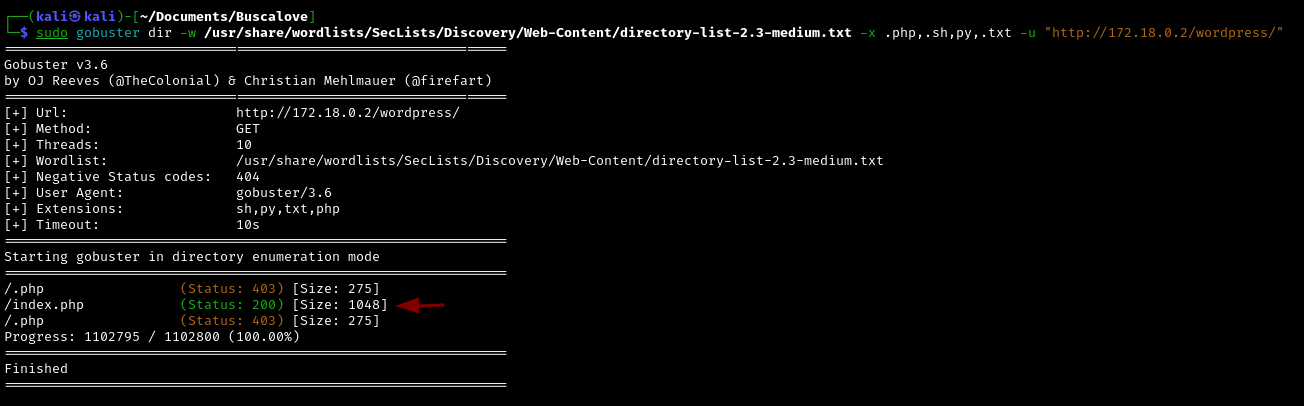 ┌──(kali㉿kali)-[~/Documents/Buscalove]
└─$ sudo gobuster dir -w /usr/share/wordlists/SecLists/Discovery/Web-Content/directory-list-2.3-medium.txt -x .php,.sh,py,.txt -u "http://172.18.0.2/wordpress/"
===============================================================
Gobuster v3.6
by OJ Reeves (@TheColonial) & Christian Mehlmauer (@firefart)
===============================================================
[+] Url:                     http://172.18.0.2/wordpress/
[+] Method:                  GET
[+] Threads:                 10
[+] Wordlist:                /usr/share/wordlists/SecLists/Discovery/Web-Content/directory-list-2.3-medium.txt
[+] Negative Status codes:   404
[+] User Agent:              gobuster/3.6
[+] Extensions:              sh,py,txt,php
[+] Timeout:                 10s
===============================================================
Starting gobuster in directory enumeration mode
===============================================================
/.php                 (Status: 403) [Size: 275]
/index.php            (Status: 200) [Size: 1048]
/.php                 (Status: 403) [Size: 275]
Progress: 1102795 / 1102800 (100.00%)
===============================================================
Finished
===============================================================